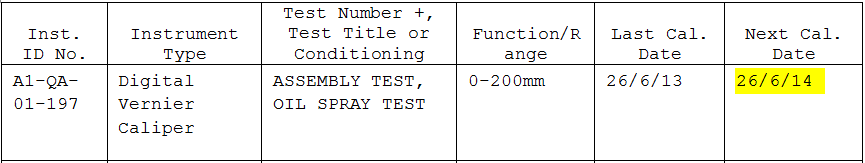 Inst. ID No.
Instrument Type
Test Number +, Test Title or Conditioning
Function/R ange
Last Cal. Date
Next Cal. Date
A1-QA-01-197
Digital Vernier Caliper
ASSEMBLY TEST, OIL SPRAY TEST
0-200mm
26/6/13
26/6/14